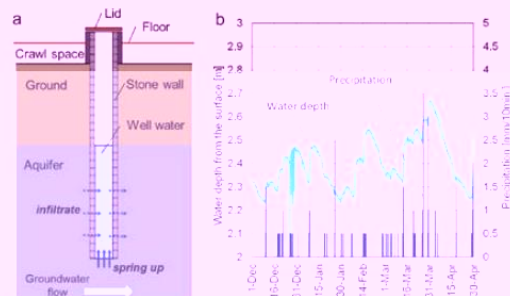 a
Lid
Floor
Crawl space
Ground
Stone wall
Well water
Aquifer
infiltrate
spring up
Groundwater
flow
b
Water depth from the surface [m]
3
2.9
2.8
2.7
2.6
2.5
2.4
2.3
2.2
2.1
2
Precipitation
Water depth
5
4.5
4
3.5
3
2.5
2
1.5
1
0.5
0
Precipitation [mm 10min]
1-Dec
16-Dec
31-Dec
15-Jan
30-Jan
14-Feb
1-Mar
16-Mar
31-Mar
15-Apr
30-Apr